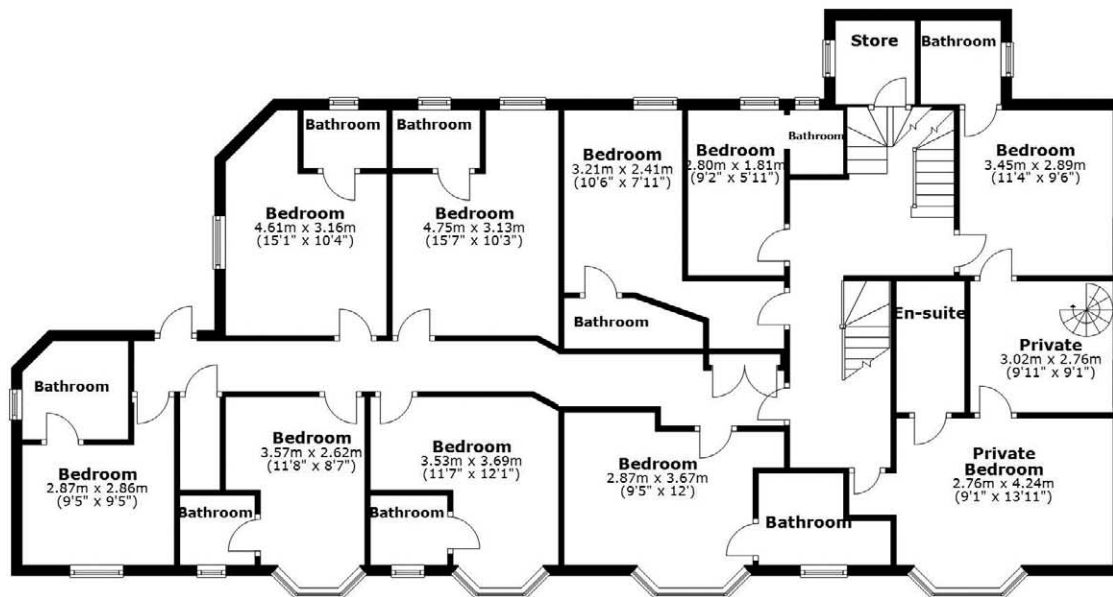 Store
Bathroom
Bathroom
Bathroom
Bathroom
Bedroom
3.21m x 2.41m
(10'6" x 7'11")
Bedroom
2.80m x 1.81m
(9'2" x 5'11")
Bedroom
3.45m x 2.89m
(11'4" x 9'6")
Bedroom
4.61m x 3.16m
(15'1" x 10'4")
Bedroom
4.75m x 3.13m
(15'7" x 10'3")
Bathroom
En-suite
Private
3.02m x 2.76m
(9'11" x 9'1")
Bathroom
Bedroom
2.87m x 2.86m
(9'5" x 9'5")
Bedroom
3.57m x 2.62m
(11'8" x 8'7")
Bedroom
3.53m x 3.69m
(11'7" x 12'1")
Bedroom
2.87m x 3.67m
(9'5" x 12')
Private
Bedroom
2.76m x 4.24m
(9'1" x 13'11")
Bathroom
Bathroom
Bathroom